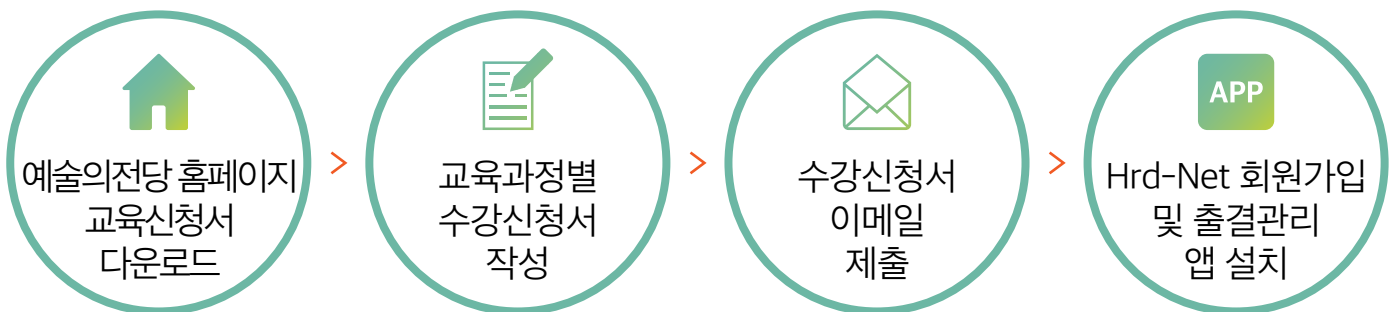 예술의전당 홈페이지
교육신청서
다운로드
>
교육과정별
수강신청서
작성
>
수강신청서
이메일
제출
>
APP
Hrd-Net 회원가입
및 출결관리
앱 설치